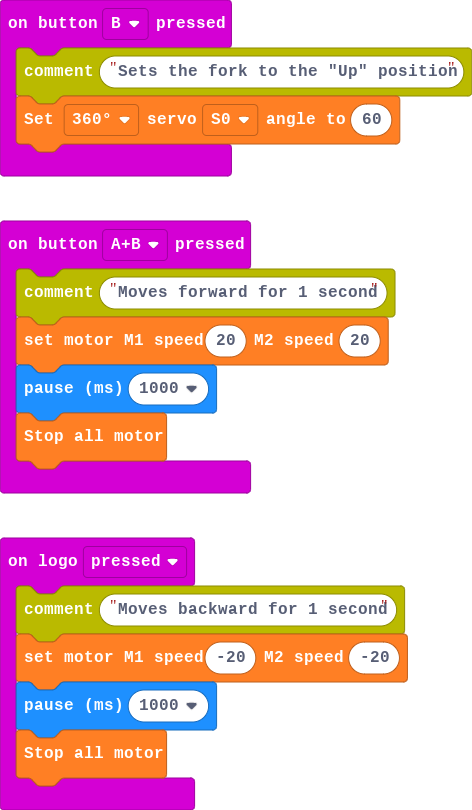 on button B pressed
comment "Sets the fork to the "Up" position"
Set 360° servo S0 angle to 60
on button A+B pressed
comment "Moves forward for 1 second"
set motor M1 speed 20 M2 speed 20
pause (ms) 1000
Stop all motor
on logo pressed
comment "Moves backward for 1 second"
set motor M1 speed -20 M2 speed -20
pause (ms) 1000
Stop all motor